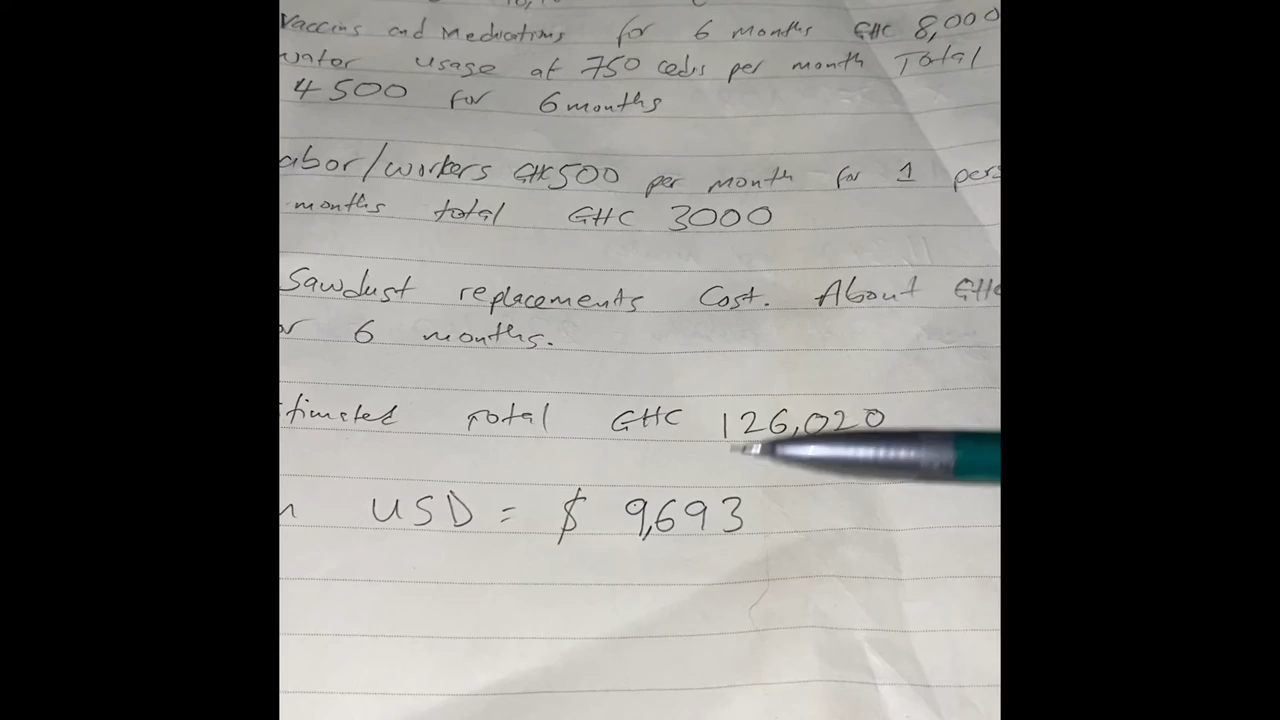 Vaccins and Medications for 6 months GHC 8,000
water usage at 750 cedis per month Total
4500 for 6 months
abor/workers GHC500 per month for 1 pers
months total GHC 3000
Sawdust replacements Cost. About GHC
or 6 months.
timated Total GHC 126,020
n USD = $ 9,693